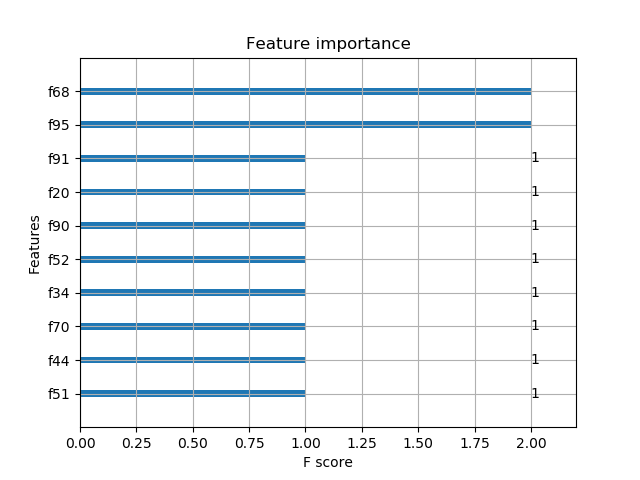 Feature importance
f68
f95
f91 1
f20 1
f90 1
f52 1
f34 1
f70 1
f44 1
f51 1
Features
0.00 0.25 0.50 0.75 1.00 1.25 1.50 1.75 2.00
F score